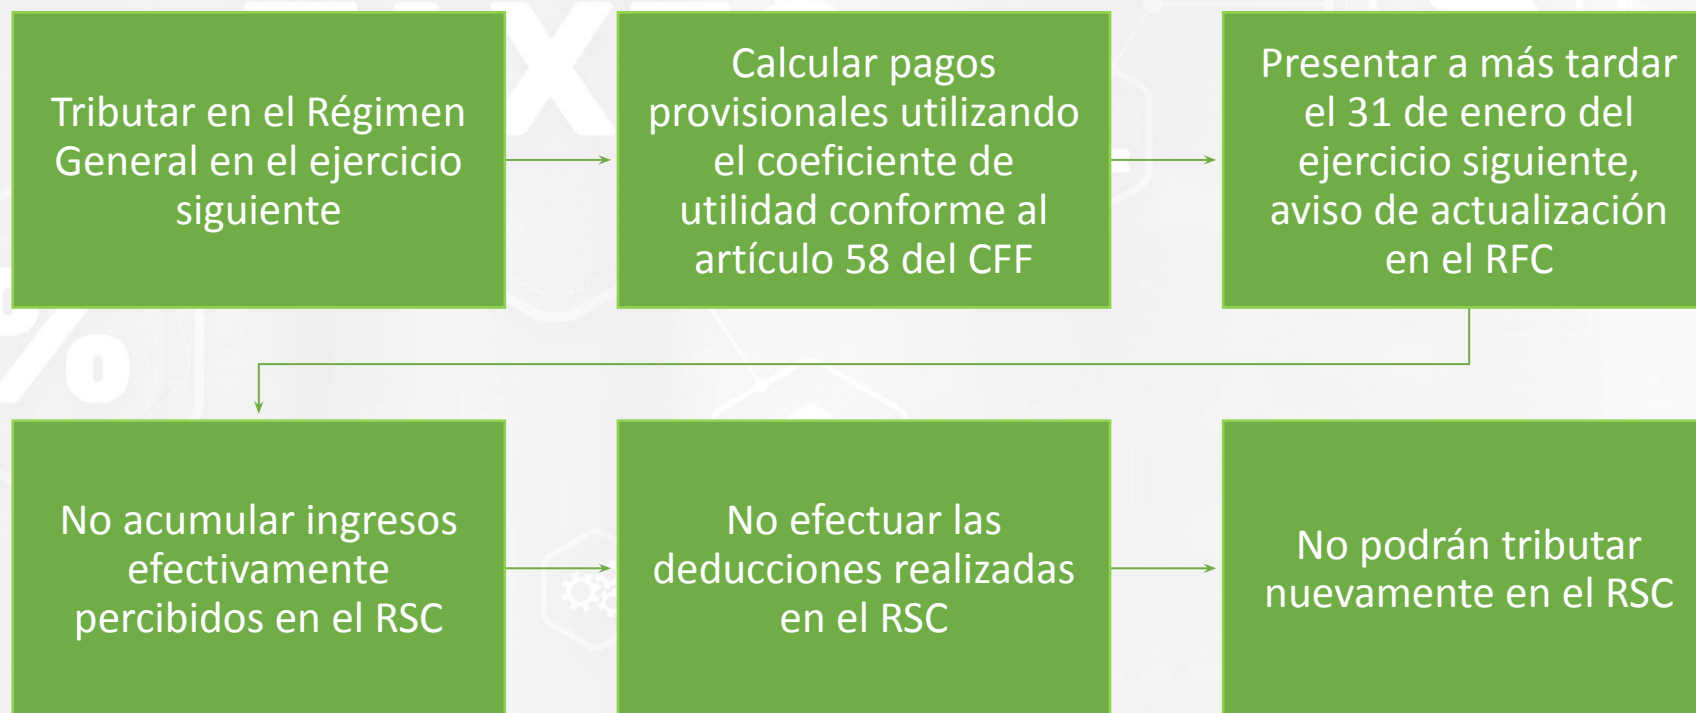 Tributar en el Régimen
General en el ejercicio
siguiente
Calcular pagos
provisionales utilizando
el coeficiente de
utilidad conforme al
artículo 58 del CFF
Presentar a más tardar
el 31 de enero del
ejercicio siguiente,
aviso de actualización
en el RFC
No acumular ingresos
efectivamente
percibidos en el RSC
No efectuar las
deducciones realizadas
en el RSC
No podrán tributar
nuevamente en el RSC
%